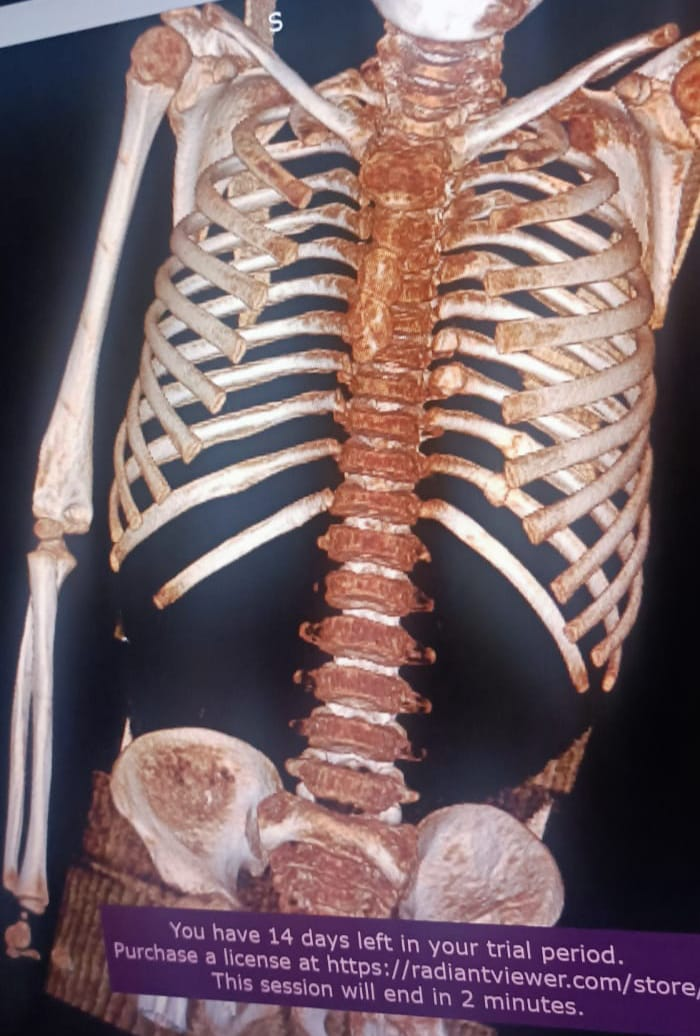 S
You have 14 days left in your trial period.
Purchase a license at https://radiantviewer.com/store/
This session will end in 2 minutes.